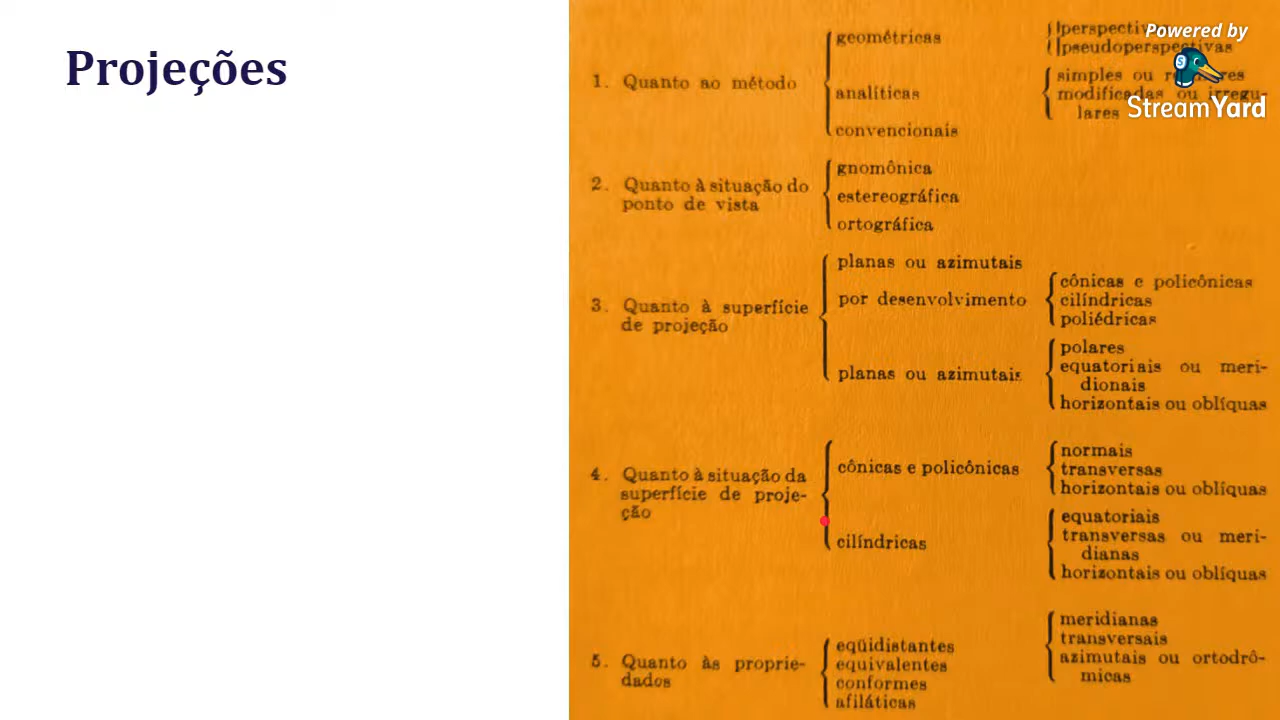 Projeções
Powered by
StreamYard
1. Quanto ao método
geométricas
pseudoperspectivas
analíticas
simples ou
modificadas ou irregu-
lares
convencionais
2. Quanto à situação do
ponto de vista
gnomônica
estereográfica
ortográfica
3. Quanto à superfície
de projeção
planas ou azimutais
por desenvolvimento
cônicas e policônicas
cilíndricas
poliédricas
planas ou azimutais
polares
equatoriais ou meri-
dionais
horizontais ou oblíquas
4. Quanto à situação da
superfície de proje-
ção
cônicas e policônicas
normais
transversas
horizontais ou oblíquas
cilíndricas
equatoriais
transversas ou meri-
dianas
horizontais ou oblíquas
5. Quanto às proprie-
dados
eqüidistantes
equivalentes
conformes
afiláticas
meridianas
transversais
azimutais ou ortodrô-
micas